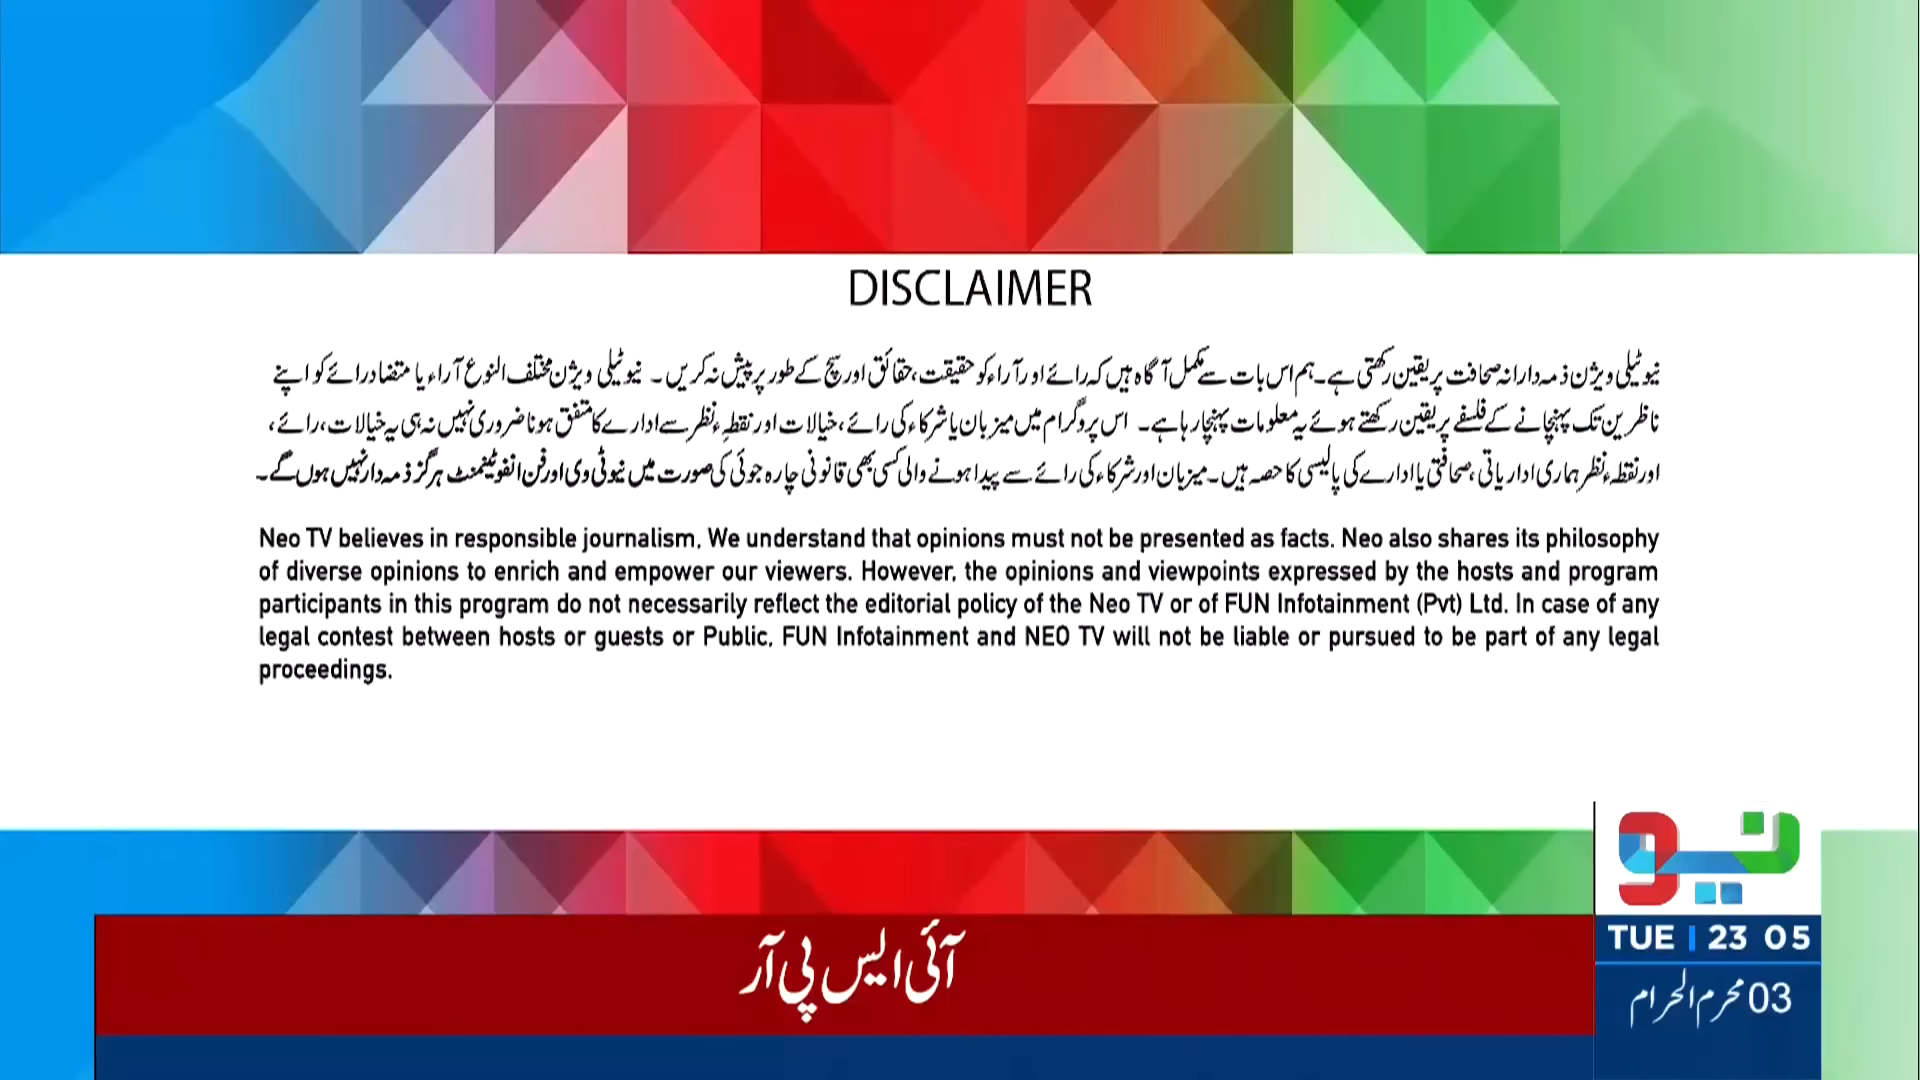 DISCLAIMER
نیو ٹیلی ویژن ذمہ دارانہ صحافت پر یقین رکھتی ہے۔ ہم اس بات سے مکمل آگاہ ہیں کہ رائے اور آراء کو حقیقت، حقائق اور سچ کے طور پر پیش نہ کریں۔ نیو ٹیلی ویژن مختلف النوع آراء یا متضاد رائے کو اپنے
ناظرین تک پہنچانے کے فلسفے پر یقین رکھتے ہوئے یہ معلومات پہنچا رہا ہے۔ اس پروگرام میں میزبان یا شرکاء کی رائے، خیالات اور نقطہء نظر سے ادارے کا متفق ہونا ضروری نہیں نہ ہی یہ خیالات، رائے،
اور نقطہء نظر ہماری ادارہاتی، صحافتی یا ادارے کی پالیسی کا حصہ ہیں۔ میزبان اور شرکاء کی رائے سے پیدا ہونے والی کسی بھی قانونی چارہ جوئی کی صورت میں نیو ٹی وی اور فن انفوٹینمنٹ ہرگز ذمہ دار نہیں ہوں گے۔
Neo TV believes in responsible journalism, We understand that opinions must not be presented as facts. Neo also shares its philosophy
of diverse opinions to enrich and empower our viewers. However, the opinions and viewpoints expressed by the hosts and program
participants in this program do not necessarily reflect the editorial policy of the Neo TV or of FUN Infotainment (Pvt) Ltd. In case of any
legal contest between hosts or guests or Public, FUN Infotainment and NEO TV will not be liable or pursued to be part of any legal
proceedings.
نیو
TUE | 23 05
03 محرم الحرام
آئی ایس پی آر